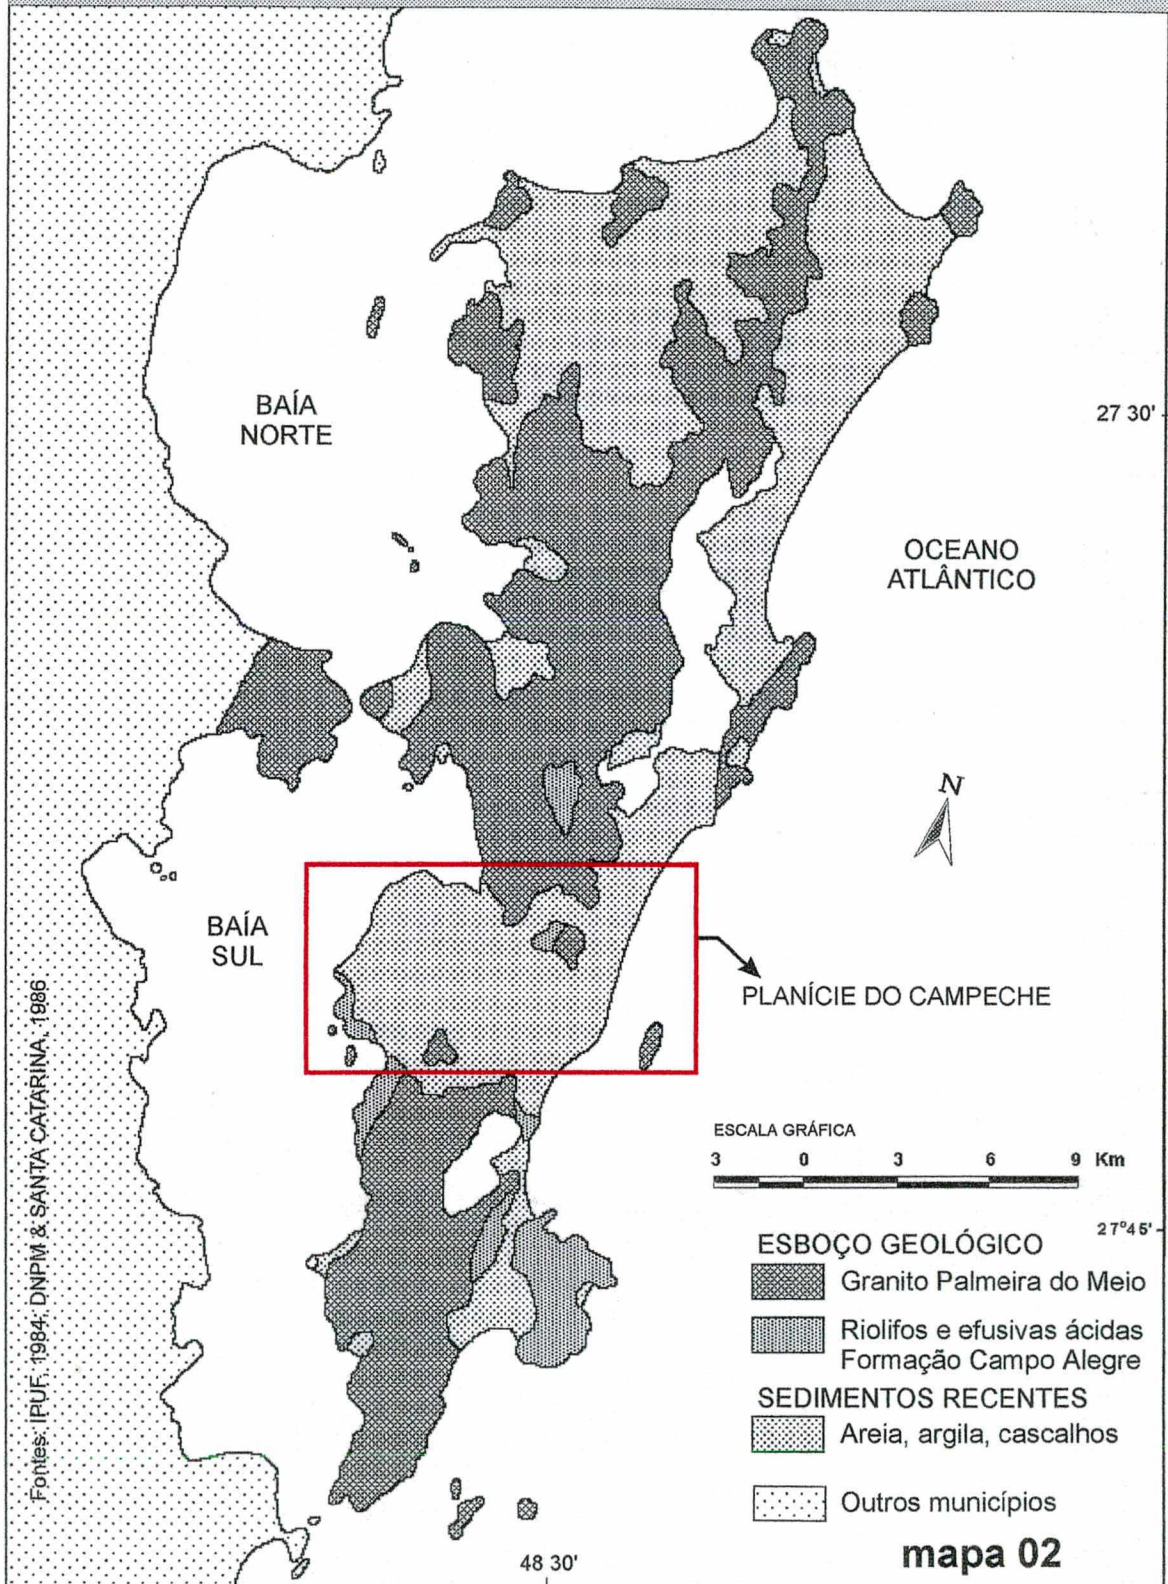 BAÍA
NORTE
27 30'
OCEANO
ATLÂNTICO
N
BAÍA
SUL
PLANÍCIE DO CAMPECHE
Fontes: IPUF, 1984; DNPM & SANTA CATARINA, 1986
ESCALA GRÁFICA
3 0 3 6 9 Km
27°45'
ESBOÇO GEOLÓGICO
Granito Palmeira do Meio
Riolifos e efusivas ácidas
Formação Campo Alegre
SEDIMENTOS RECENTES
Areia, argila, cascalhos
Outros municípios
mapa 02
48 30'